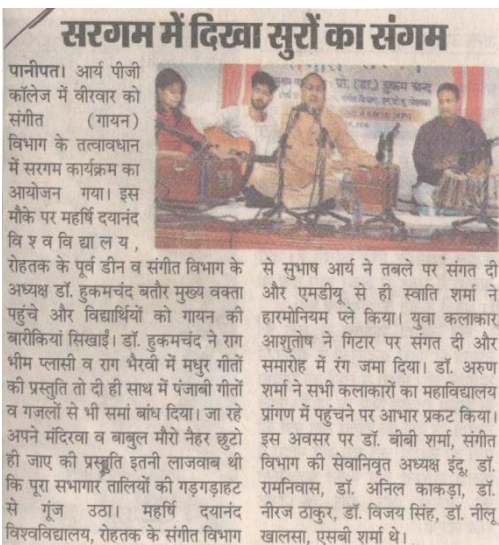 सरगम में दिखा सुरों का संगम
पानीपत। आर्य पीजी
कॉलेज में वीरवार को
संगीत (गायन)
विभाग के तत्वावधान
में सरगम कार्यक्रम का
आयोजन गया। इस
मौके पर महर्षि दयानंद
विश्वविद्यालय,
रोहतक के पूर्व डीन व संगीत विभाग के
अध्यक्ष डॉ. हुकमचंद बतौर मुख्य वक्ता
पहुंचे और विद्यार्थियों को गायन की
बारीकियां सिखाईं। डॉ. हुकमचंद ने राग
भीम प्लासी व राग भैरवी में मधुर गीतों
की प्रस्तुति तो दी ही साथ में पंजाबी गीतों
व गजलों से भी समां बांध दिया। जा रहे
अपने मंदिरवा व बाबुल मौरो नैहर छुटो
ही जाए की प्रस्तुति इतनी लाजवाब थी
कि पूरा सभागार तालियों की गड़गड़ाहट
से गूंज उठा। महर्षि दयानंद
विश्वविद्यालय, रोहतक के संगीत विभाग
प्रो. (डा.) हुकम चन्द
से सुभाष आर्य ने तबले पर संगत दी
और एमडीयू से ही स्वाति शर्मा ने
हारमोनियम प्ले किया। युवा कलाकार
आशुतोष ने गिटार पर संगत दी और
समारोह में रंग जमा दिया। डॉ. अरुण
शर्मा ने सभी कलाकारों का महाविद्यालय
प्रांगण में पहुंचने पर आभार प्रकट किया।
इस अवसर पर डॉ. बीबी शर्मा, संगीत
विभाग की सेवानिवृत अध्यक्ष इंदू, डॉ.
रामनिवास, डॉ. अनिल काकड़ा, डॉ.
नीरज ठाकुर, डॉ. विजय सिंह, डॉ. नीलू
खालसा, एसबी शर्मा थे।